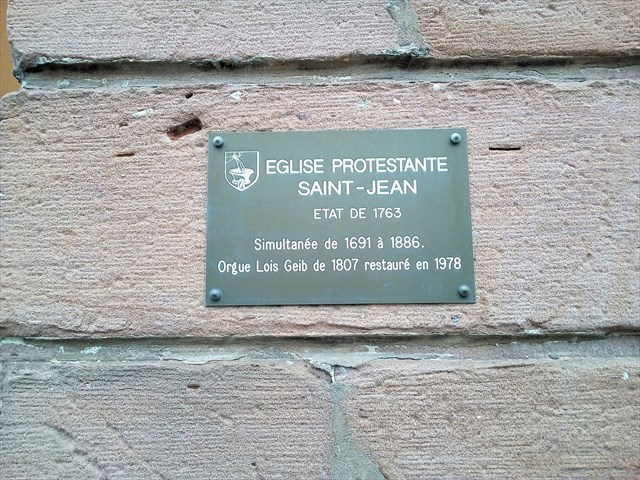 EGLISE PROTESTANTE
SAINT-JEAN
ETAT DE 1763
Simultanée de 1691 à 1886.
Orgue Lois Geib de 1807 restauré en 1978